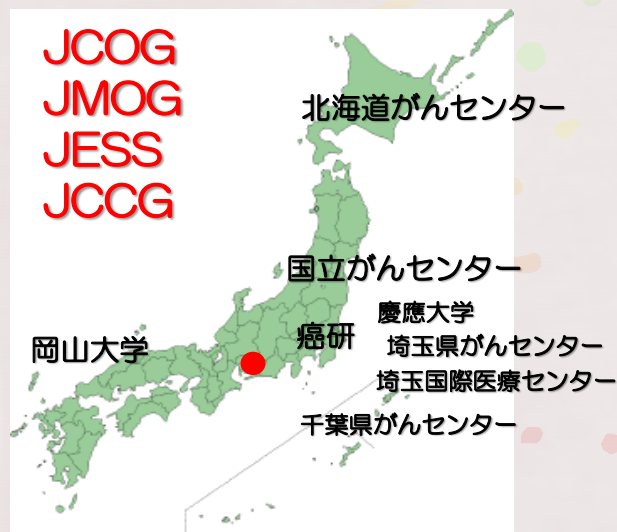 JCOG
JMOG
JESS
JCCG
北海道がんセンター
国立がんセンター
慶應大学
癌研
岡山大学
埼玉県がんセンター
埼玉国際医療センター
千葉県がんセンター